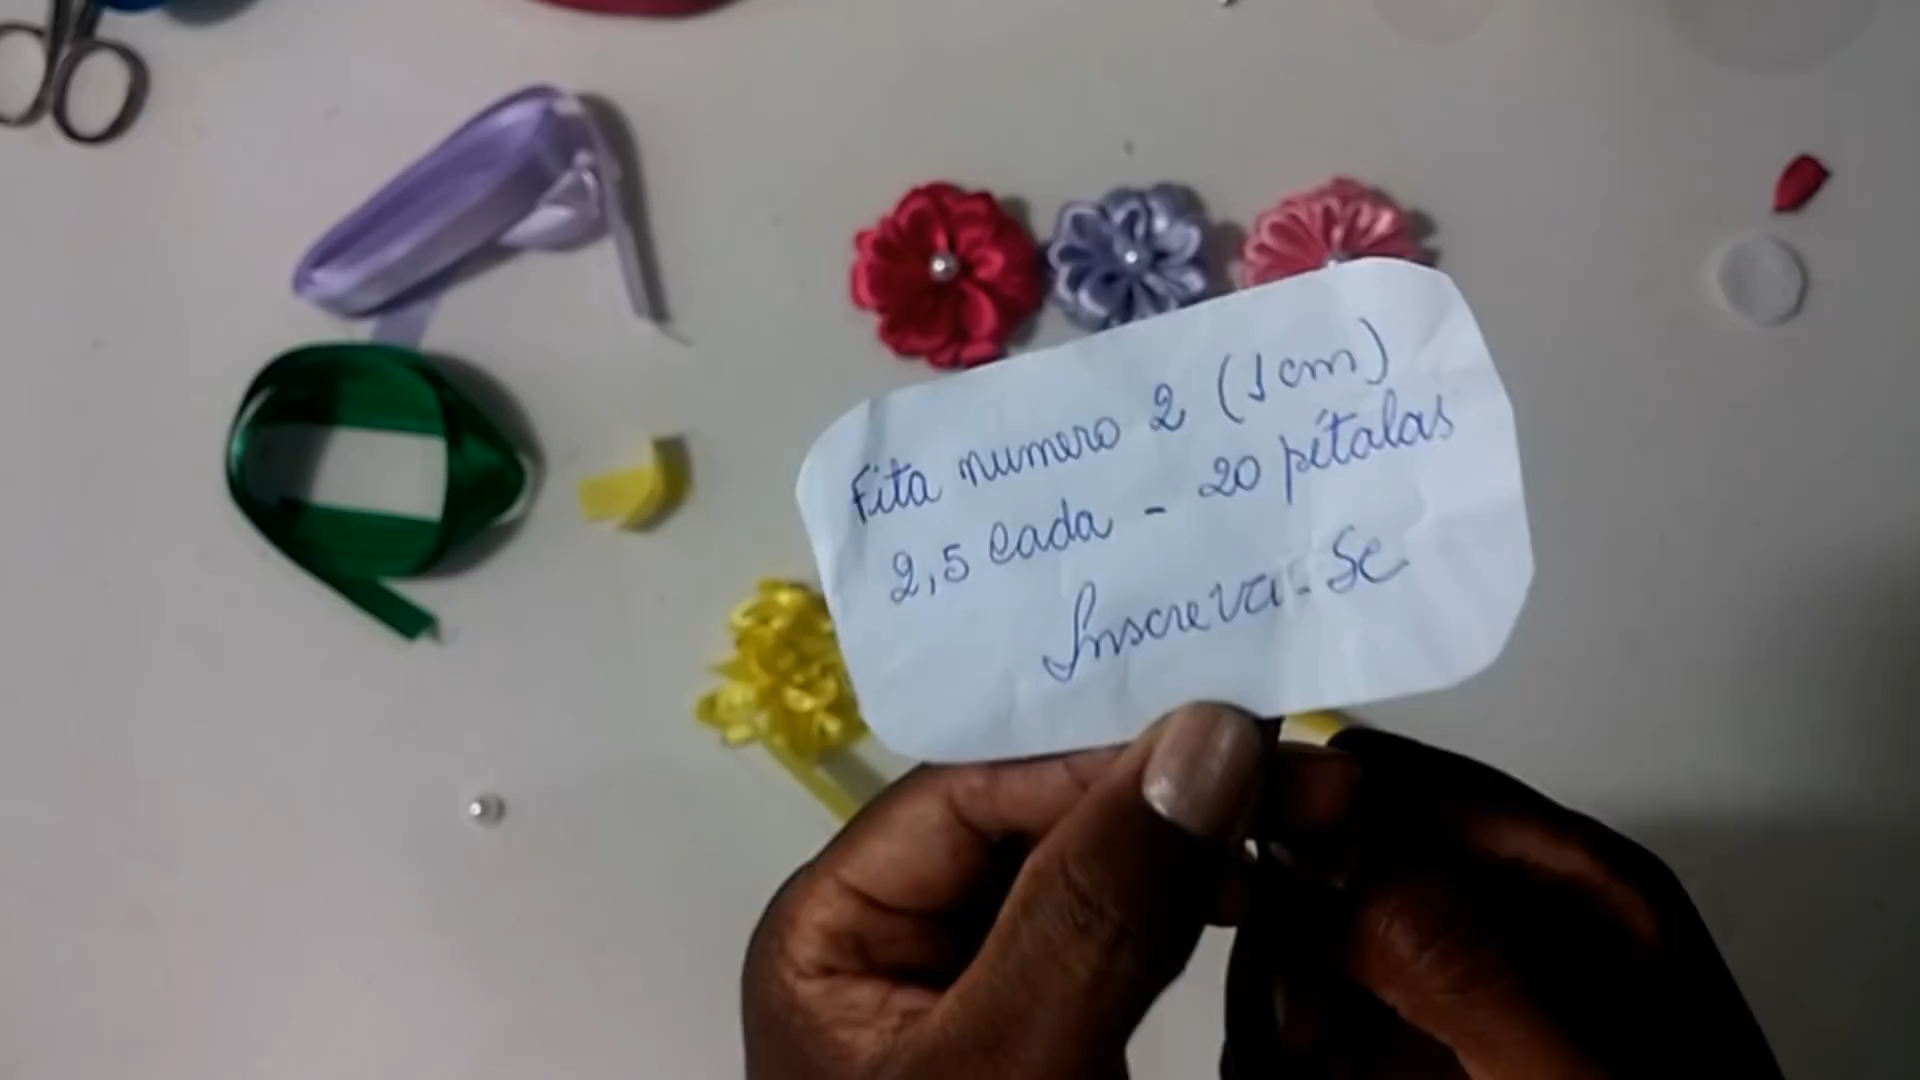 Fita numero 2 (1cm)
2,5 cada - 20 pétalas
Inscreva-Se